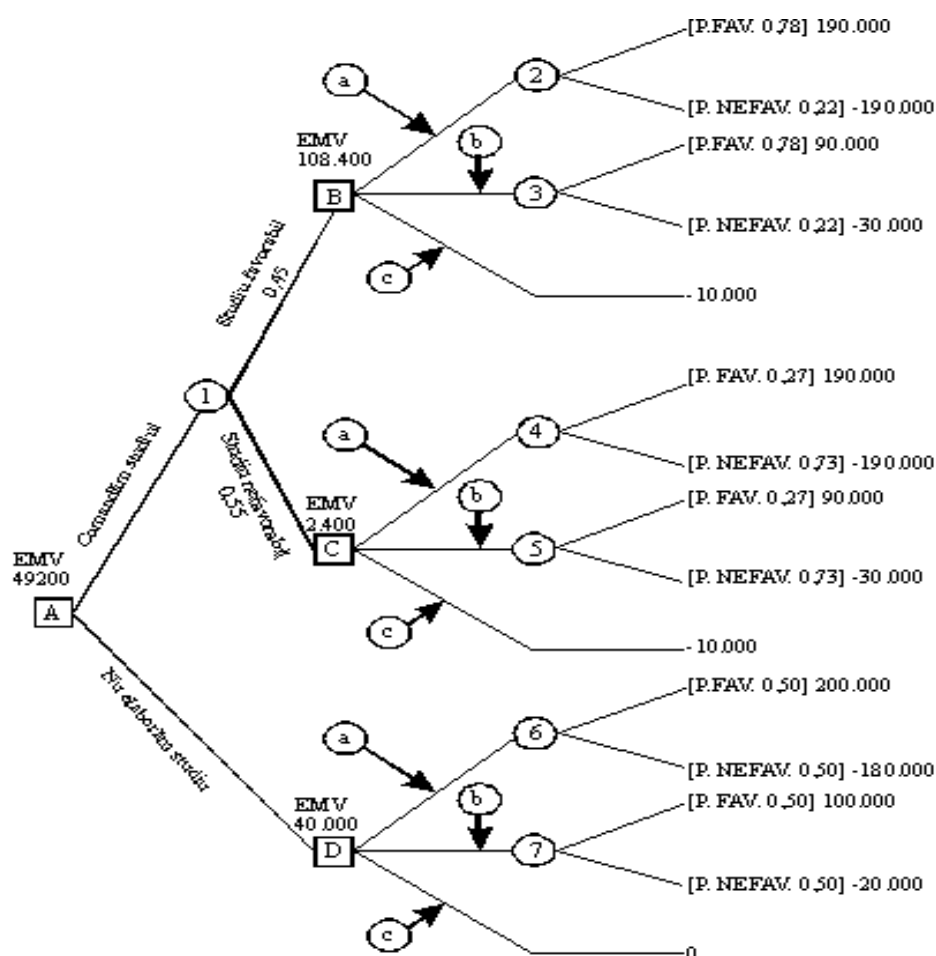 [P.FAV. 0,78] 190.000
a
2
[P. NEFAV. 0,22] -190.000
EMV
108.400
b
[P.FAV. 0,78] 90.000
B
3
[P. NEFAV. 0,22] -30.000
c
- 10.000
Studiu favorabil
0,45
1
[P. FAV. 0,27] 190.000
a
4
[P. NEFAV. 0,73] -190.000
Studiu nefavorabil
0,55
EMV
2.400
b
[P. FAV. 0,27] 90.000
C
5
[P. NEFAV. 0,73] -30.000
Comandăm studiul
EMV
49200
A
c
- 10.000
[P.FAV. 0,50] 200.000
a
6
[P. NEFAV. 0,50] -180.000
Nu elaborăm studiu
EMV
40.000
b
[P. FAV. 0,50] 100.000
D
7
[P. NEFAV. 0,50] -20.000
c
0